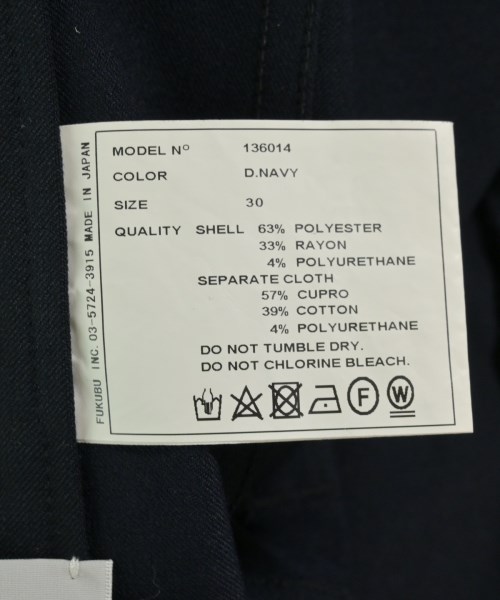 MODEL Nº 136014
COLOR D.NAVY
SIZE 30
QUALITY SHELL 63% POLYESTER
33% RAYON
4% POLYURETHANE
SEPARATE CLOTH
57% CUPRO
39% COTTON
4% POLYURETHANE
DO NOT TUMBLE DRY.
DO NOT CHLORINE BLEACH.
F W
FUKUBU INC. 03-5724-3915 MADE IN JAPAN